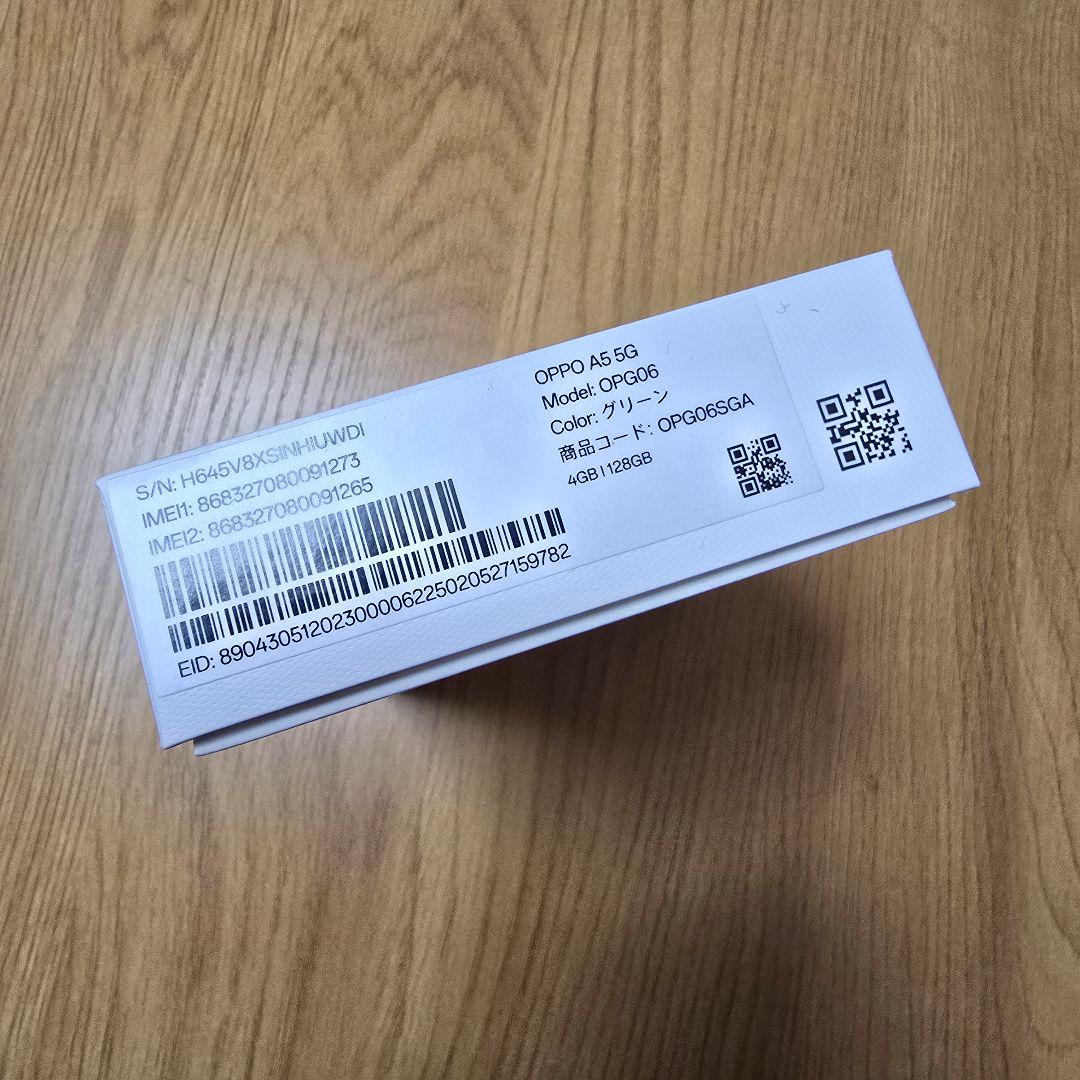 S/N: H645V8XSINHIUWDI
IMEI1: 868327080091273
IMEI2: 868327080091265
EID: 89043051202300006225020527159782
OPPO A5 5G
Model: OPG06
Color: グリーン
商品コード: OPG06SGA
4GB | 128GB